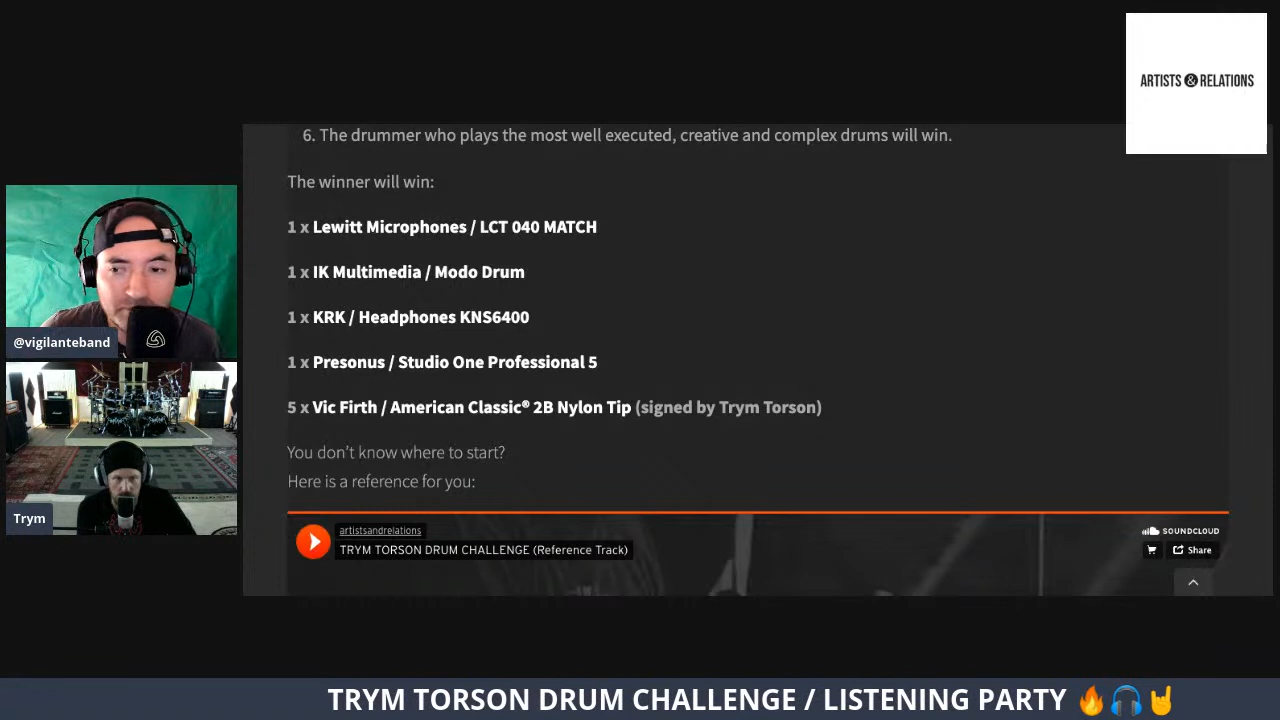 ARTISTS & RELATIONS
6. The drummer who plays the most well executed, creative and complex drums will win.
The winner will win:
1 x Lewitt Microphones / LCT 040 MATCH
1 x IK Multimedia / Modo Drum
1 x KRK / Headphones KNS6400
1 x Presonus / Studio One Professional 5
5 x Vic Firth / American Classic® 2B Nylon Tip (signed by Trym Torson)
You don’t know where to start?
Here is a reference for you:
artistsandrelations
TRYM TORSON DRUM CHALLENGE (Reference Track)
SOUNDCLOUD
Share
@vigilanteband
Trym
TRYM TORSON DRUM CHALLENGE / LISTENING PARTY 🔥🎧🤘